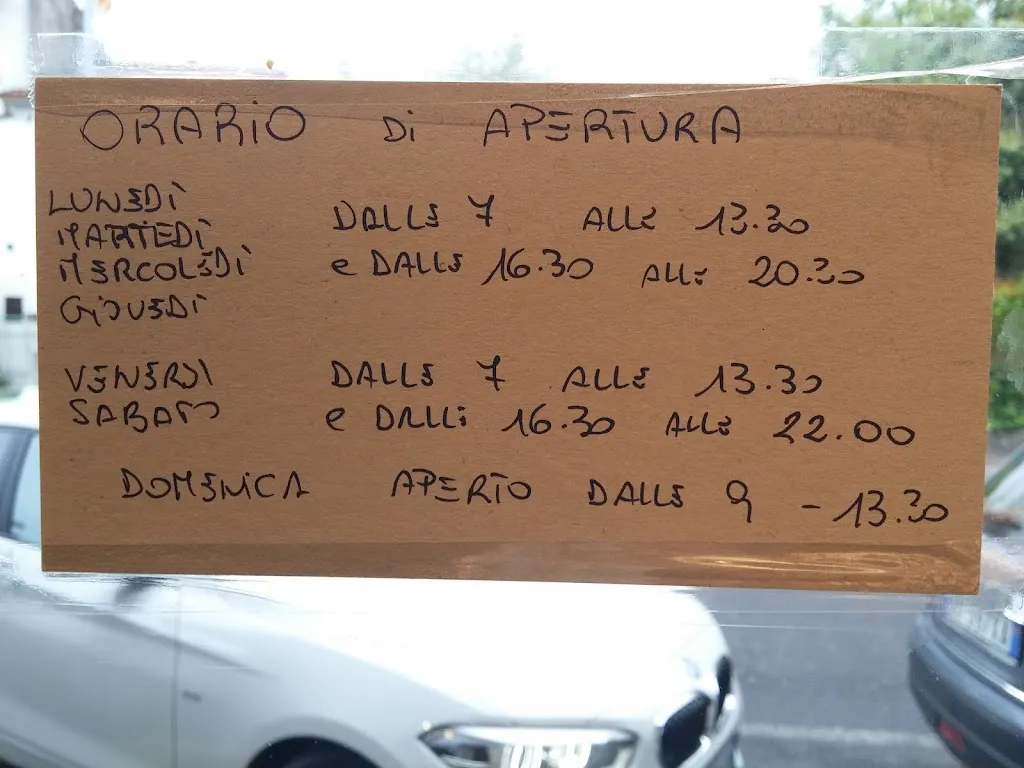 ORARIO DI APERTURA
LUNEDÌ
MARTEDÌ DALLE 7 ALLE 13.30
MERCOLEDÌ e DALLE 16.30 ALLE 20.30
GIOVEDÌ
VENERDÌ DALLE 7 ALLE 13.30
SABATO e DALLE 16.30 ALLE 22.00
DOMENICA APERTO DALLE 9 - 13.30